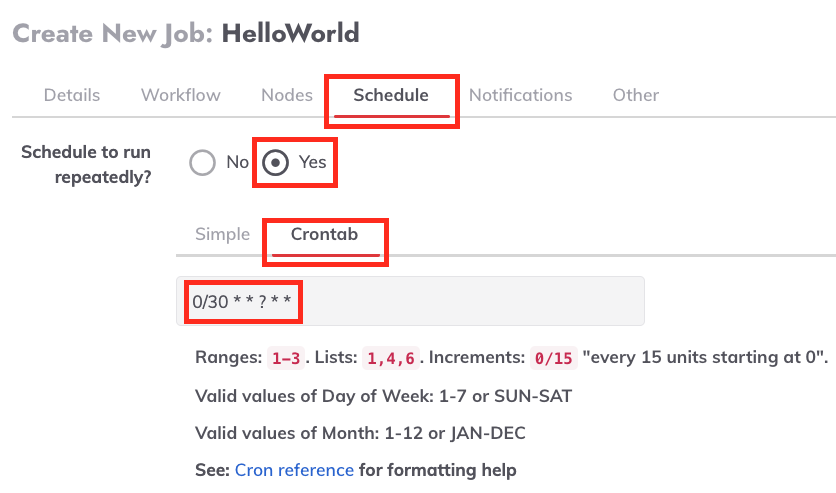 Create New Job: HelloWorld
Details Workflow Nodes Schedule Notifications Other
Schedule to run
repeatedly?
No Yes
Simple Crontab
0/30 * * ? * *
Ranges: 1-3. Lists: 1,4,6. Increments: 0/15 "every 15 units starting at 0".
Valid values of Day of Week: 1-7 or SUN-SAT
Valid values of Month: 1-12 or JAN-DEC
See: Cron reference for formatting help